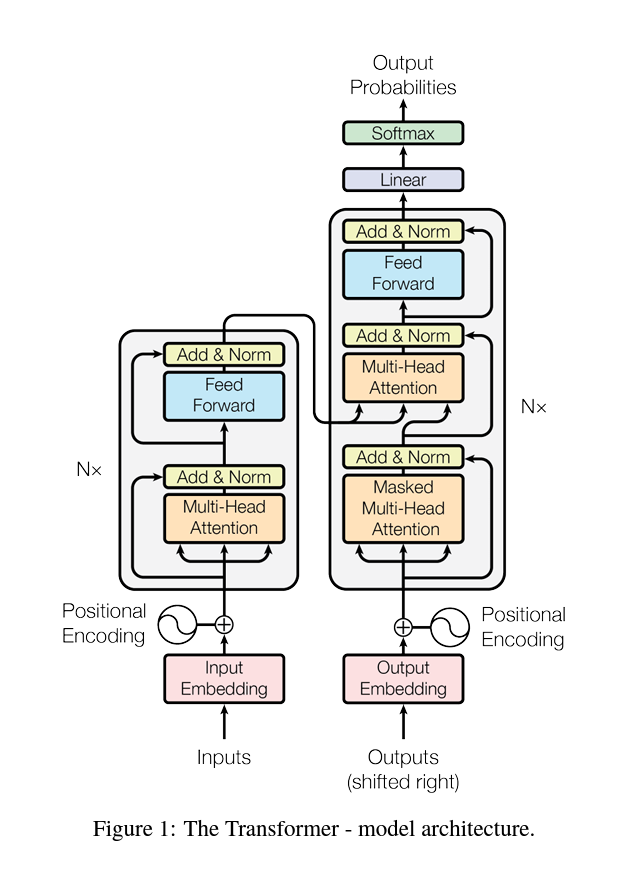 Output
Probabilities
Softmax
Linear
Add & Norm
Feed
Forward
Add & Norm
Multi-Head
Attention
Add & Norm
Masked
Multi-Head
Attention
N×
Add & Norm
Feed
Forward
Add & Norm
Multi-Head
Attention
N×
Positional
Encoding
Positional
Encoding
Input
Embedding
Output
Embedding
Inputs
Outputs
(shifted right)
Figure 1: The Transformer - model architecture.